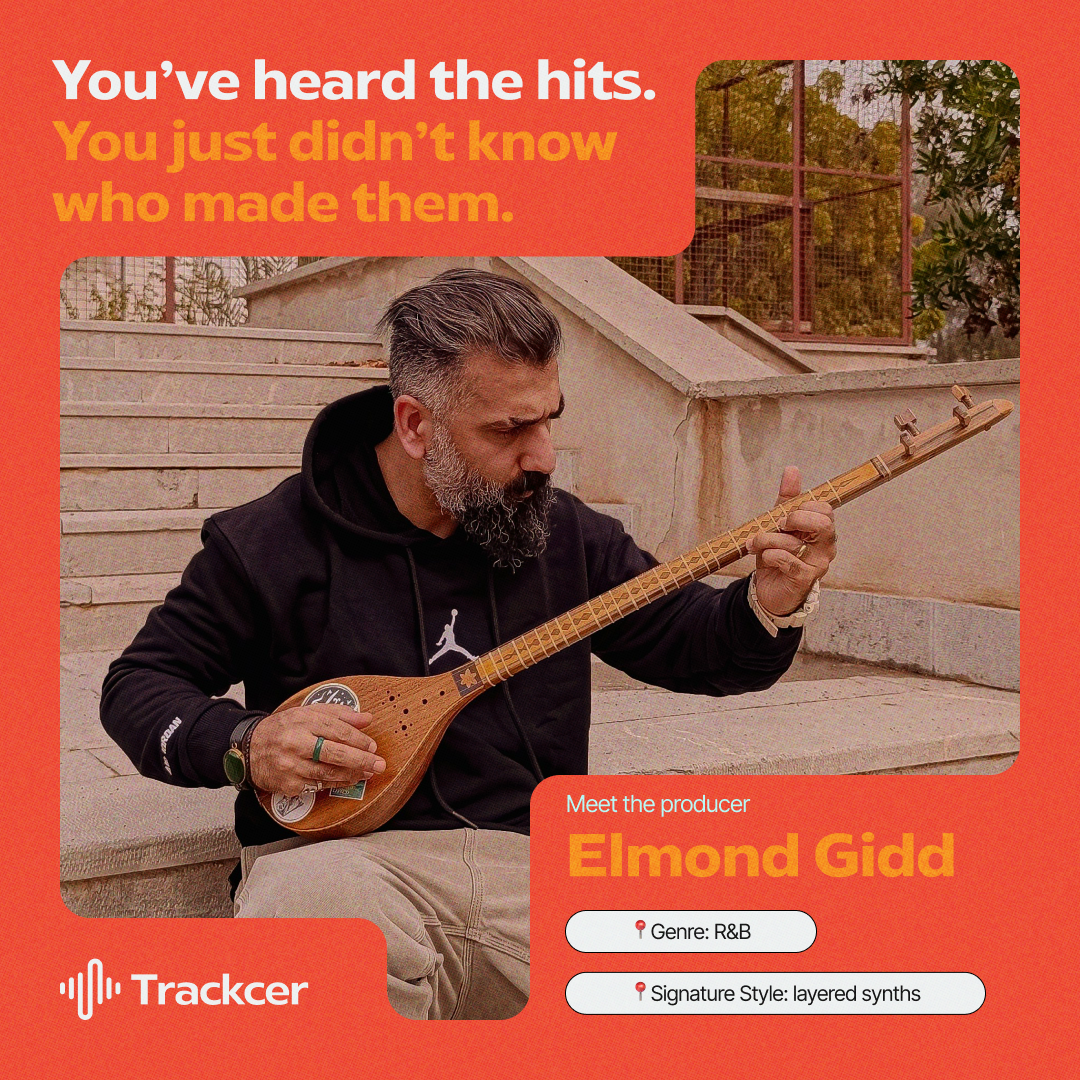 You’ve heard the hits.
You just didn’t know
who made them.
Meet the producer
Elmond Gidd
📍Genre: R&B
📍Signature Style: layered synths
Trackcer